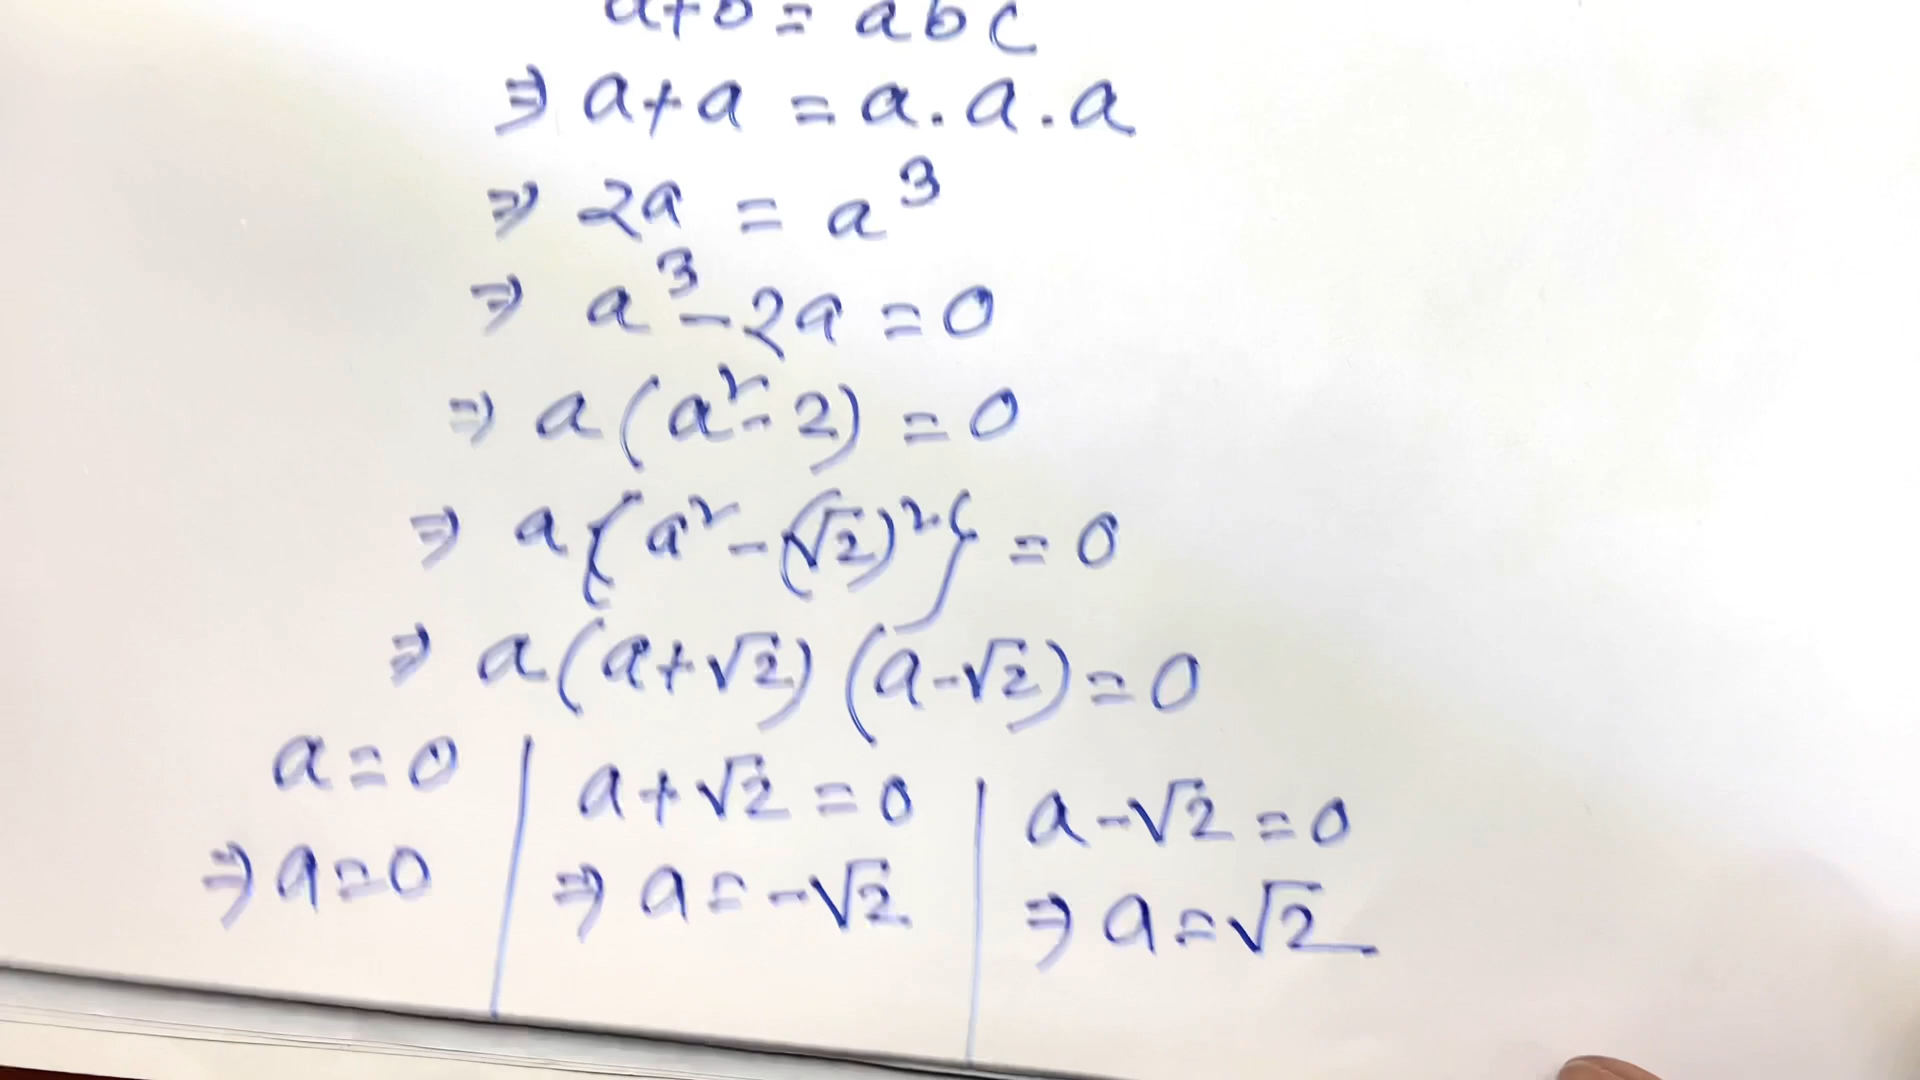 a+b = abc
⇒ a+a = a.a.a
⇒ 2a = a³
⇒ a³-2a = 0
⇒ a(a²-2) = 0
⇒ a{a²-(√2)²} = 0
⇒ a(a+√2)(a-√2) = 0
a=0 | a+√2=0 | a-√2=0
⇒ a=0 | ⇒ a=-√2 | ⇒ a=√2